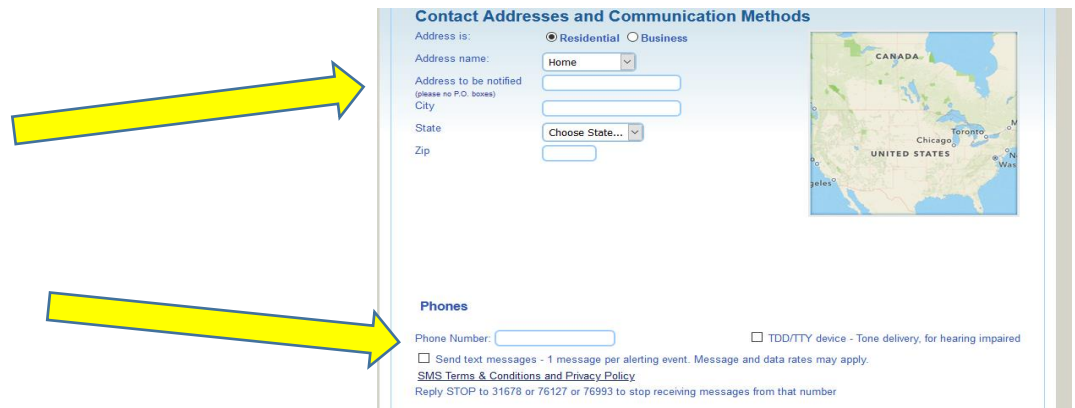 Contact Addresses and Communication Methods
Address is: Residential Business
Address name: Home
Address to be notified
(please no P.O. boxes)
City
State Choose State...
Zip
CANADA
Toronto
Chicago
UNITED STATES
Phones
Phone Number: TDD/TTY device - Tone delivery, for hearing impaired
Send text messages - 1 message per alerting event. Message and data rates may apply.
SMS Terms & Conditions and Privacy Policy
Reply STOP to 31678 or 76127 or 76993 to stop receiving messages from that number